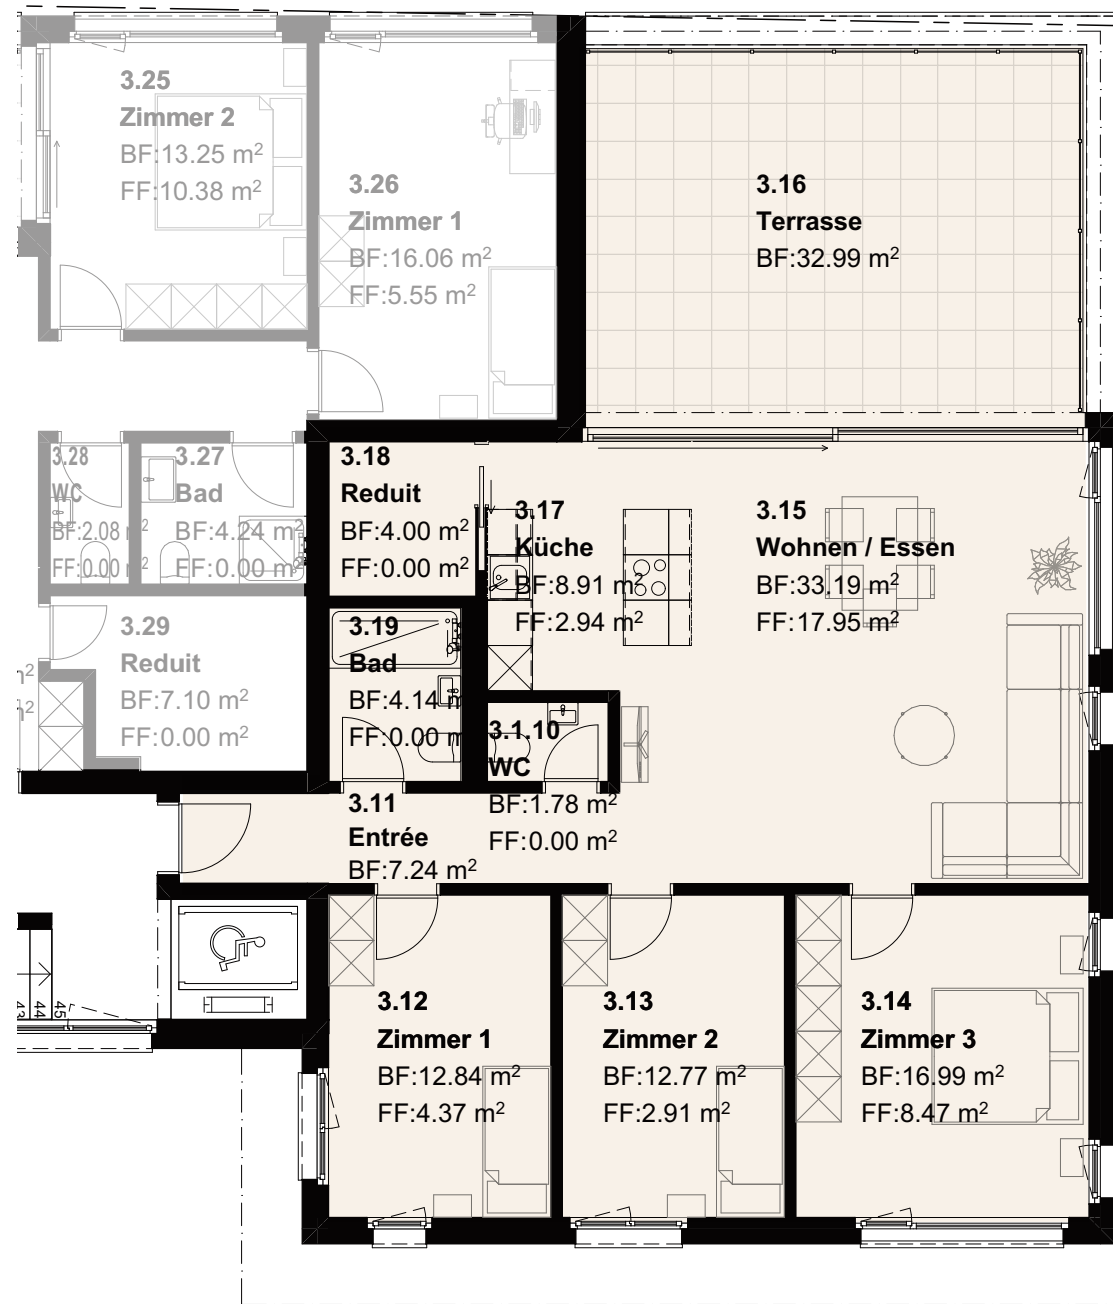 3.25
Zimmer 2
BF:13.25 m²
FF:10.38 m²
3.26
Zimmer 1
BF:16.06 m²
FF:5.55 m²
3.16
Terrasse
BF:32.99 m²
3.28
WC
BF:2.08 m²
FF:0.00 m²
3.27
Bad
BF:4.24 m²
FF:0.00 m²
3.18
Reduit
BF:4.00 m²
FF:0.00 m²
3.17
Küche
BF:8.91 m²
FF:2.94 m²
3.15
Wohnen / Essen
BF:33.19 m²
FF:17.95 m²
3.29
Reduit
BF:7.10 m²
FF:0.00 m²
m²
m²
3.19
Bad
BF:4.14 m
FF:0.00 m
3.1.10
WC
BF:1.78 m²
FF:0.00 m²
3.11
Entrée
BF:7.24 m²
43
44
45
3.12
Zimmer 1
BF:12.84 m²
FF:4.37 m²
3.13
Zimmer 2
BF:12.77 m²
FF:2.91 m²
3.14
Zimmer 3
BF:16.99 m²
FF:8.47 m²